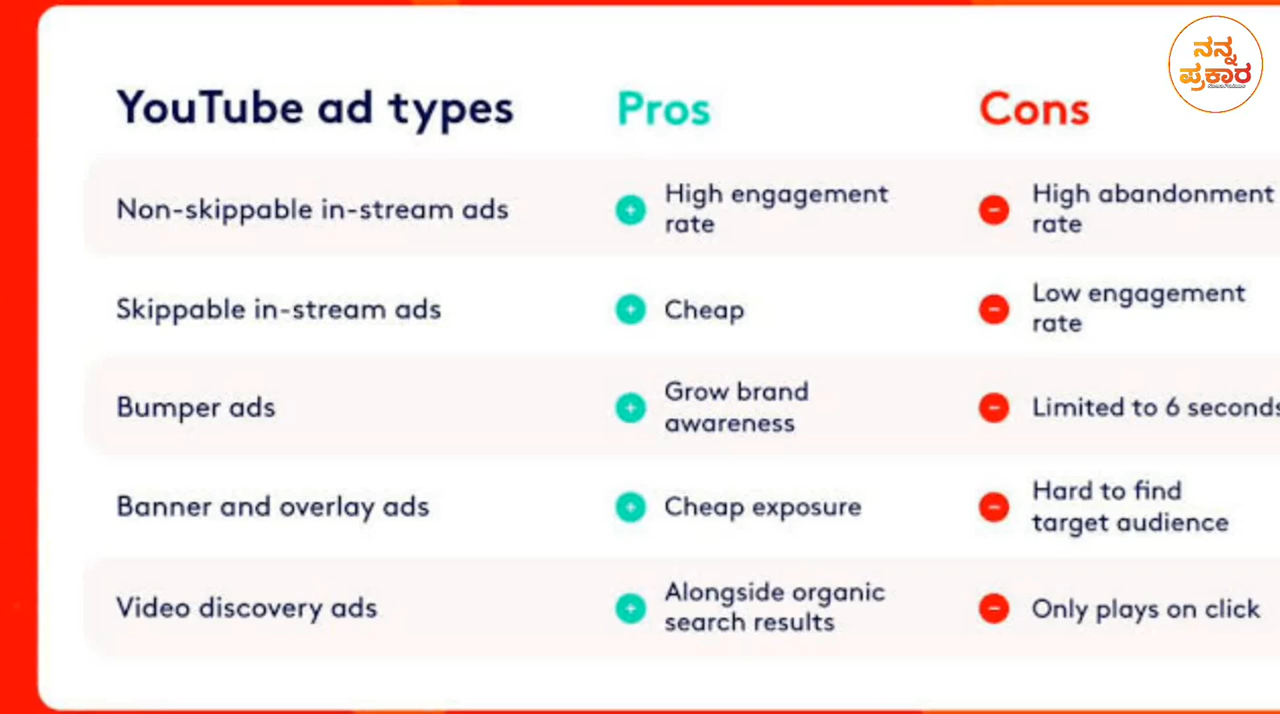 ನನ್ನ
ಪ್ರಕಾರ
YouTube ad types Pros Cons
Non-skippable in-stream ads
High engagement
rate
High abandonment
rate
Skippable in-stream ads
Cheap
Low engagement
rate
Bumper ads
Grow brand
awareness
Limited to 6 seconds
Banner and overlay ads
Cheap exposure
Hard to find
target audience
Video discovery ads
Alongside organic
search results
Only plays on click